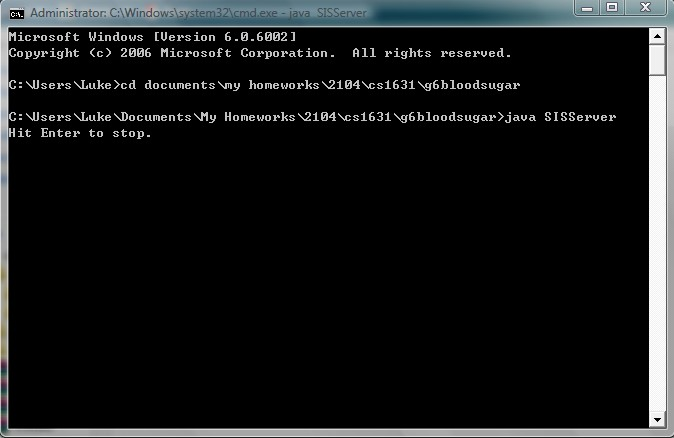 Administrator: C:\Windows\system32\cmd.exe - java  SISServer
Microsoft Windows [Version 6.0.6002]
Copyright (c) 2006 Microsoft Corporation.  All rights reserved.
C:\Users\Luke>cd documents\my homeworks\2104\cs1631\g6bloodsugar
C:\Users\Luke\Documents\My Homeworks\2104\cs1631\g6bloodsugar>java SISServer
Hit Enter to stop.